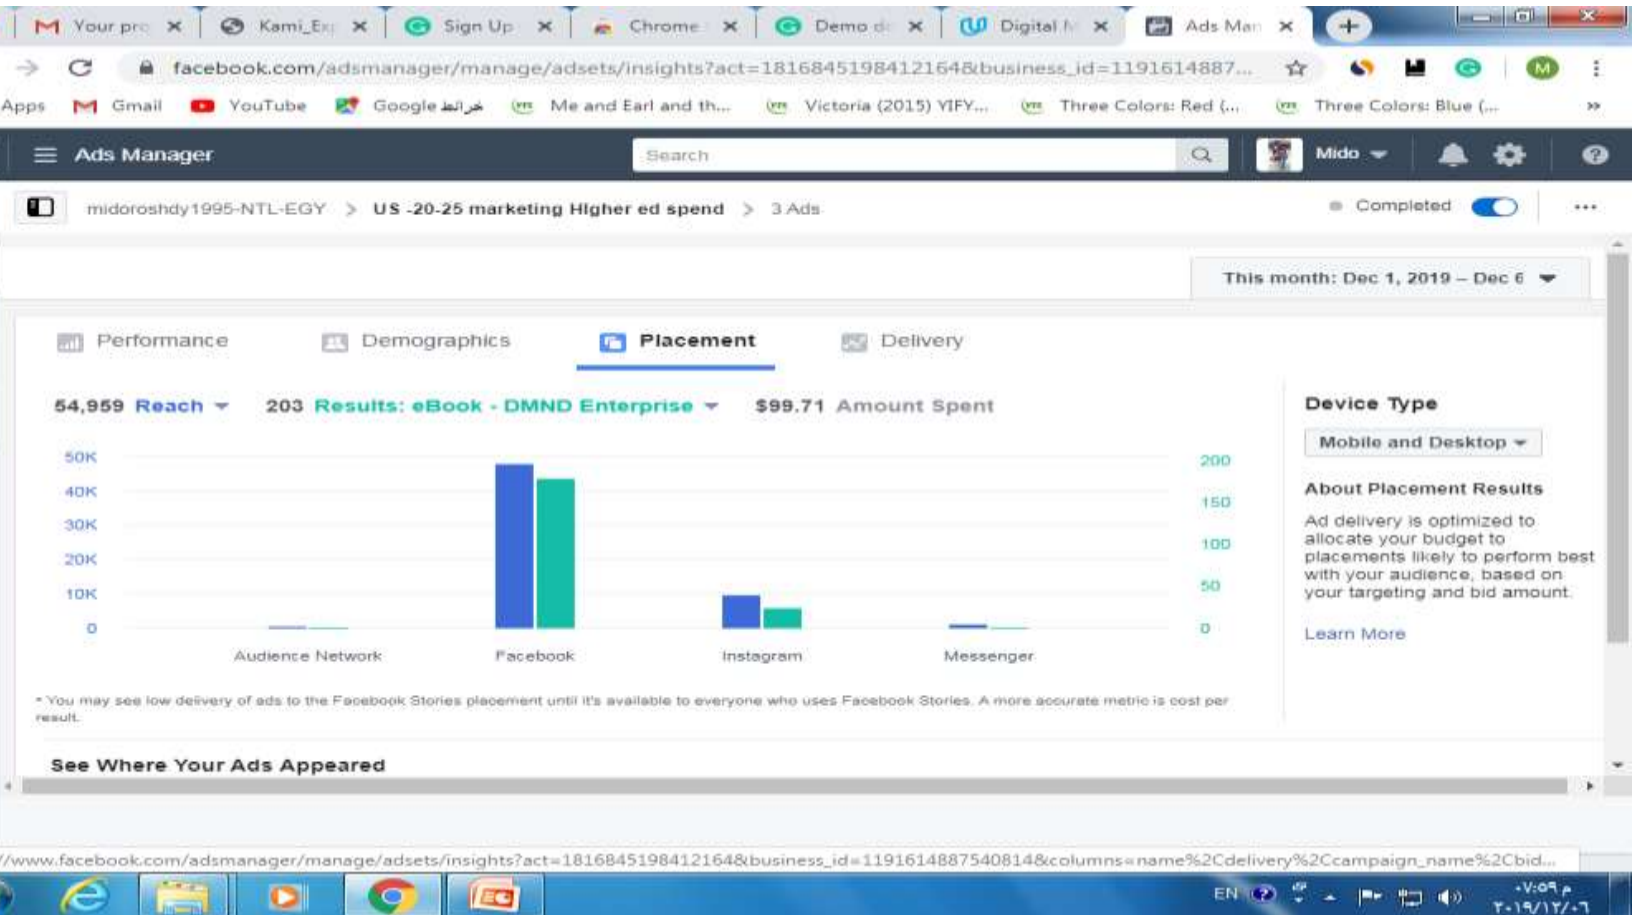 Your pro Kami_Ex Sign Up Chrome Demo d Digital M Ads Man
facebook.com/adsmanager/manage/adsets/insights?act=181684519841216&business_id=1191614887...
Apps Gmail YouTube Google خرائط Me and Earl and th... Victoria (2015) YIFY... Three Colors: Red (... Three Colors: Blue (... »
Ads Manager Search Mido
midoroshdy1995-NTL-EGY > US -20-25 marketing HIgher ed spend > 3 Ads Completed ...
This month: Dec 1, 2019 – Dec 6
Performance Demographics Placement Delivery
54,959 Reach 203 Results: eBook - DMND Enterprise $99.71 Amount Spent
Device Type
Mobile and Desktop
About Placement Results
Ad delivery is optimized to
allocate your budget to
placements likely to perform best
with your audience, based on
your targeting and bid amount.
Learn More
50K
40K
30K
20K
10K
0
200
150
100
50
0
Audience Network Facebook Instagram Messenger
* You may see low delivery of ads to the Facebook Stories placement until it's available to everyone who uses Facebook Stories. A more accurate metric is cost per
result.
See Where Your Ads Appeared
//www.facebook.com/adsmanager/manage/adsets/insights?act=181684519841216&business_id=119161488754081&columns=name%2Cdelivery%2Ccampaign_name%2Cbid...
EN ٠٧:٥٩ م
٢٠١٩/١٢/٠٦